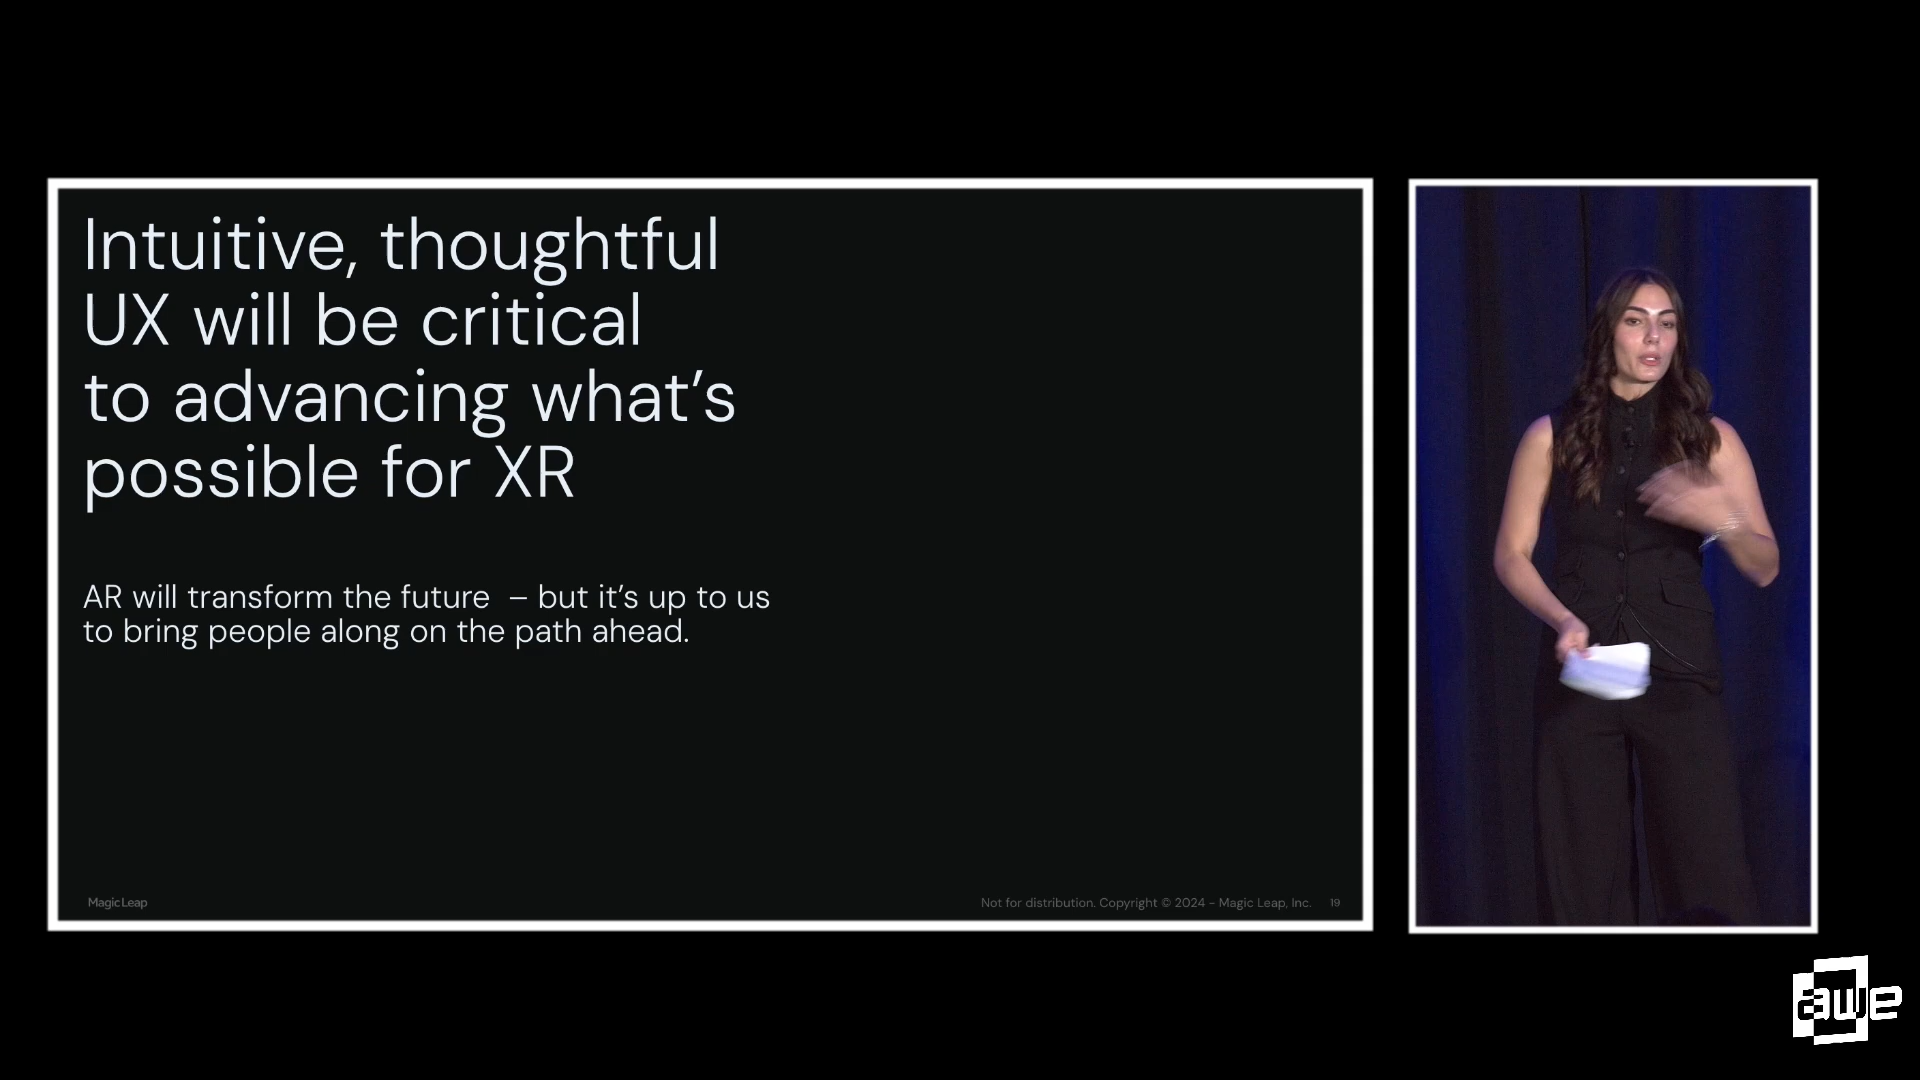 Intuitive, thoughtful
UX will be critical
to advancing what’s
possible for XR
AR will transform the future  – but it’s up to us
to bring people along on the path ahead.
Magic Leap
Not for distribution. Copyright © 2024 – Magic Leap, Inc. 19
awe